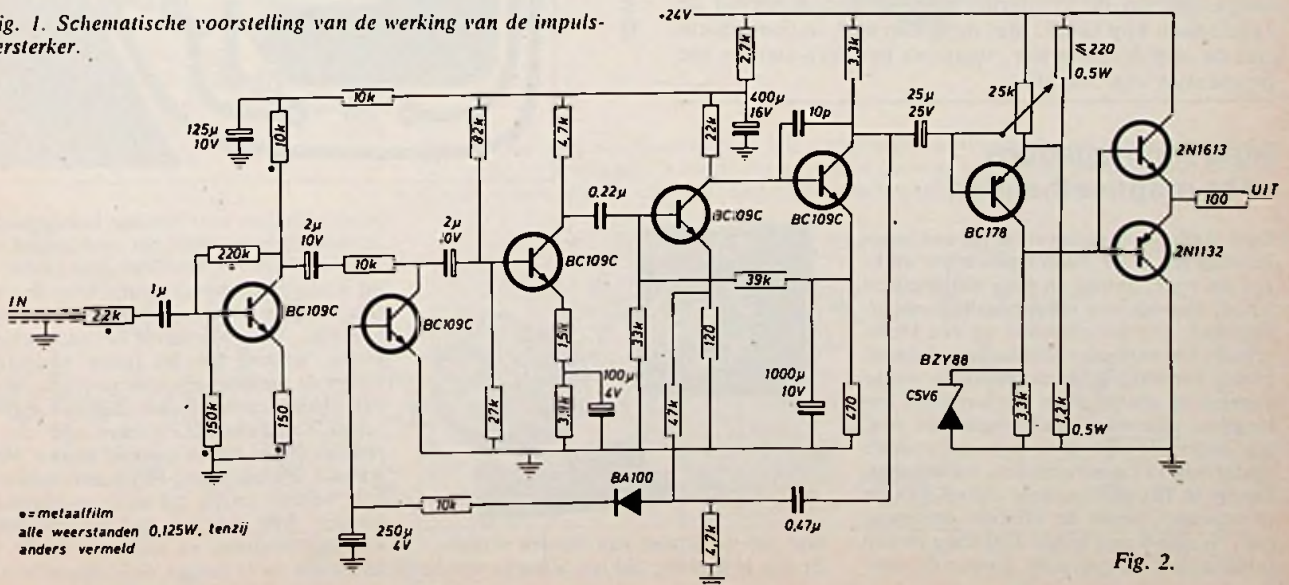 ig. 1. Schematische voorstelling van de werking van de impuls-
ersterker.
+24V
2,7k
3,3k
≤220
0.5W
25k
10k
125µ
10V
10k
82k
4,7k
22k
400µ
16V
10p
25µ
25V
2N1613
UIT
100
2N1132
BC178
BC109C
BC109C
0,22µ
BC109C
220k
2µ
10V
10k
2µ
10V
IN
2,2k
1µ
BC109C
BC109C
39k
1,5k
33k
120
BZY88
C5V6
100µ
4V
1000µ
10V
150k
150
27k
3,9k
47k
470
3,3k
1,2k
0.5W
BA100
10k
0.47µ
250µ
4V
4,7k
•=metaalfilm
alle weerstanden 0,125W, tenzij
anders vermeld
Fig. 2.